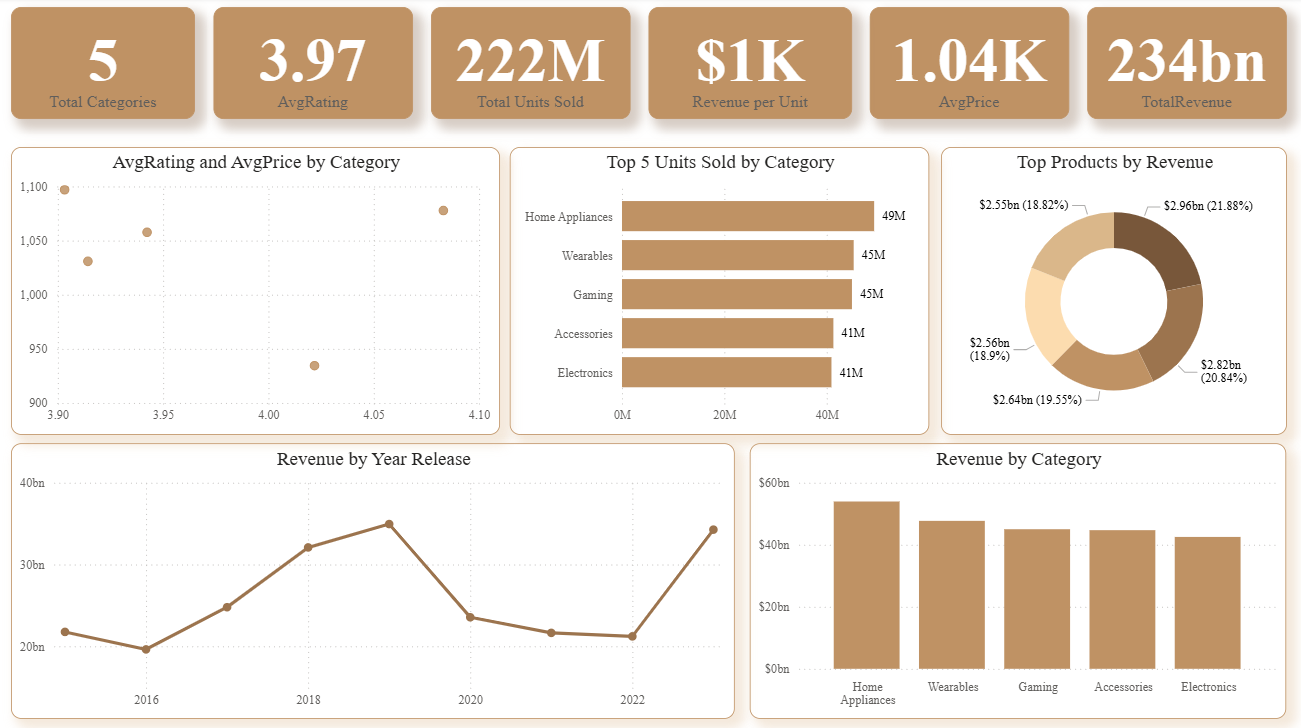 5
Total Categories
3.97
AvgRating
222M
Total Units Sold
$1K
Revenue per Unit
1.04K
AvgPrice
234bn
TotalRevenue
AvgRating and AvgPrice by Category
1,100
1,050
1,000
950
900
3.90
3.95
4.00
4.05
4.10
Top 5 Units Sold by Category
Home Appliances
49M
Wearables
45M
Gaming
45M
Accessories
41M
Electronics
41M
0M
20M
40M
Top Products by Revenue
$2.55bn (18.82%)
$2.96bn (21.88%)
$2.56bn
(18.9%)
$2.82bn
(20.84%)
$2.64bn (19.55%)
Revenue by Year Release
40bn
30bn
20bn
2016
2018
2020
2022
Revenue by Category
$60bn
$40bn
$20bn
$0bn
Home
Appliances
Wearables
Gaming
Accessories
Electronics